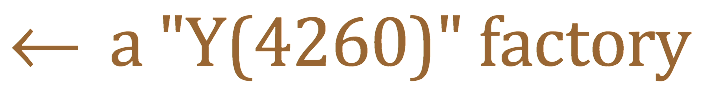 ← a "Y(4260)" factory